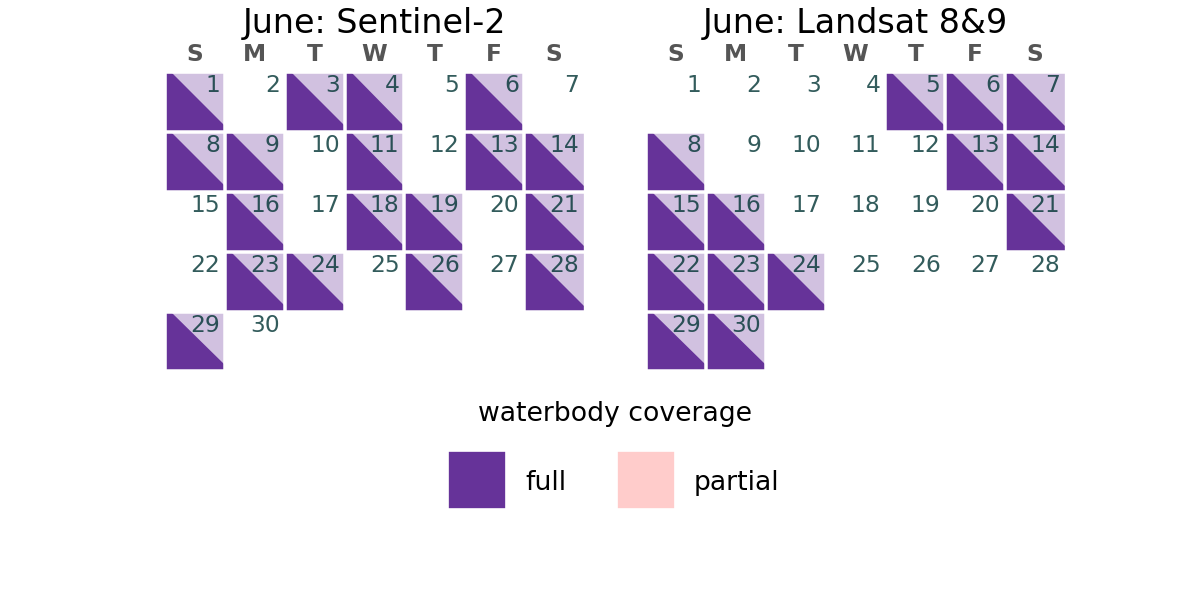 June: Sentinel-2
S M T W T F S
1 2 3 4 5 6 7
8 9 10 11 12 13 14
15 16 17 18 19 20 21
22 23 24 25 26 27 28
29 30
June: Landsat 8&9
S M T W T F S
1 2 3 4 5 6 7
8 9 10 11 12 13 14
15 16 17 18 19 20 21
22 23 24 25 26 27 28
29 30
waterbody coverage
full partial